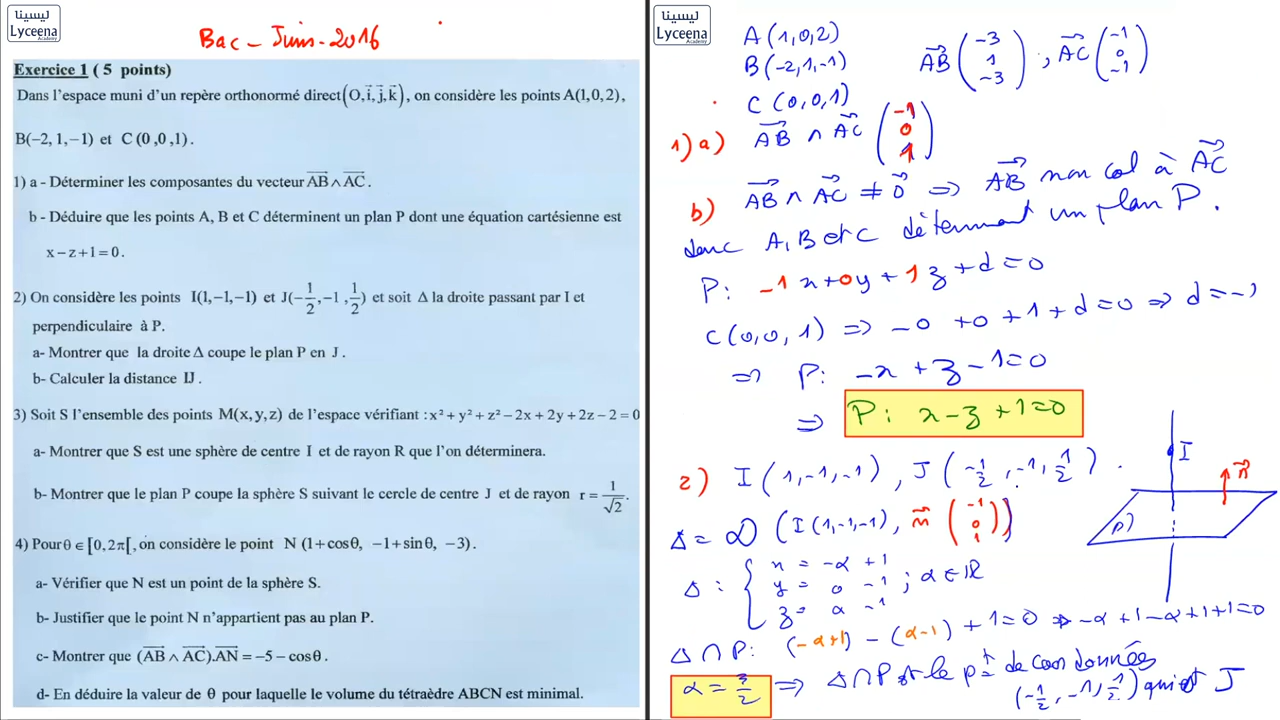 ليسينا
Lyceena
Academy
Bac - Juin - 2016
Exercice 1 ( 5 points)
Dans l'espace muni d'un repère orthonormé direct(O,i⃗,j⃗,k⃗), on considère les points A(1,0,2),
B(−2,1,−1) et C(0,0,1).
1) a - Déterminer les composantes du vecteur AB⃗ ∧ AC⃗.
b - Déduire que les points A, B et C déterminent un plan P dont une équation cartésienne est
x − z + 1 = 0.
2) On considère les points I(1,−1,−1) et J(−1/2,−1,1/2) et soit Δ la droite passant par I et
perpendiculaire à P.
a- Montrer que la droite Δ coupe le plan P en J.
b- Calculer la distance IJ.
3) Soit S l'ensemble des points M(x,y,z) de l'espace vérifiant : x² + y² + z² − 2x + 2y + 2z − 2 = 0
a- Montrer que S est une sphère de centre I et de rayon R que l'on déterminera.
b- Montrer que le plan P coupe la sphère S suivant le cercle de centre J et de rayon r = 1/√2.
4) Pour θ ∈ [0, 2π[, on considère le point N (1+cosθ, −1+sinθ, −3).
a- Vérifier que N est un point de la sphère S.
b- Justifier que le point N n'appartient pas au plan P.
c- Montrer que (AB⃗ ∧ AC⃗).AN⃗ = −5 − cosθ.
d- En déduire la valeur de θ pour laquelle le volume du tétraèdre ABCN est minimal.
ليسينا
Lyceena
Academy
A(1,0,2)
B(-2,1,-1)
C(0,0,1)
AB⃗ (-3 1 -3) ; AC⃗ (-1 0 -1)
1) a) AB⃗ ∧ AC⃗ (-1 0 1)
b) AB⃗ ∧ AC⃗ ≠ 0⃗ ⇒ AB⃗ non col à AC⃗
donc A, B et C déterminent un plan P.
P: -1x + 0y + 1z + d = 0
C(0,0,1) ⇒ -0 + 0 + 1 + d = 0 ⇒ d = -1
⇒ P: -x + z - 1 = 0
⇒ P: x - z + 1 = 0
2) I(1,-1,-1), J(-1/2, -1, 1/2).
Δ = D(I(1,-1,-1), n⃗ (-1 0 1))
Δ: { x = -α + 1
y = 0 - 1 ; α ∈ ℝ
z = α - 1
I
n⃗
P)
Δ ∩ P: (-α+1) - (α-1) + 1 = 0 ⇒ -α + 1 - α + 1 + 1 = 0
α = 3/2 ⇒ Δ ∩ P est le pt de coordonnées
(-1/2, -1, 1/2) qui est J